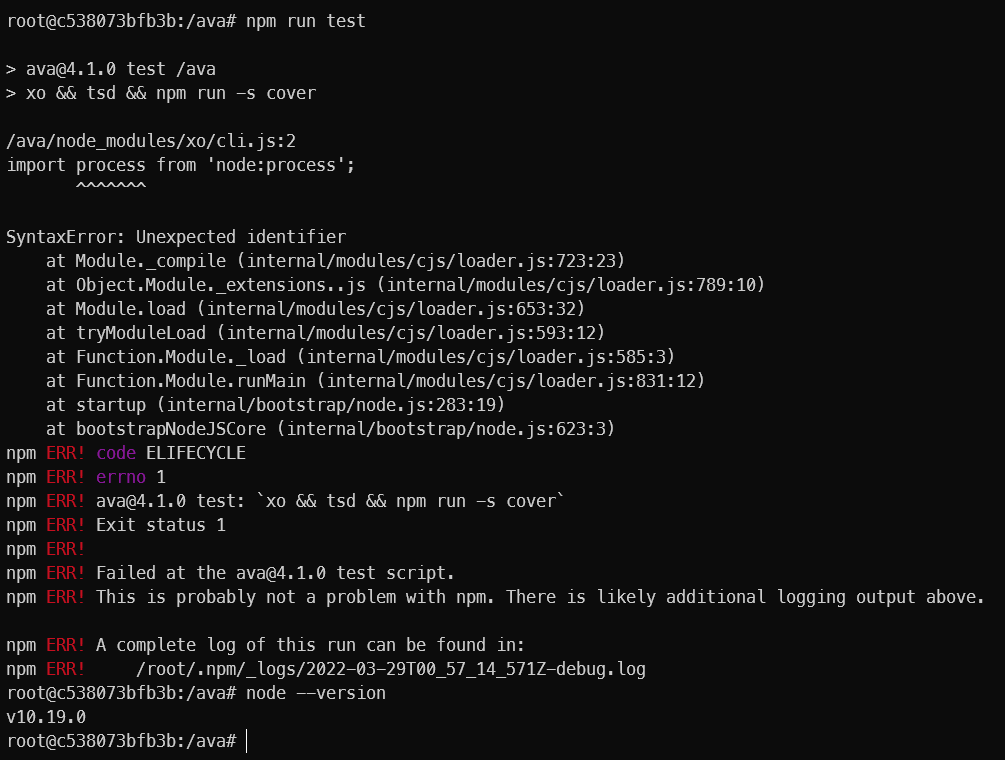 root@c538073bfb3b:/ava# npm run test
> ava@4.1.0 test /ava
> xo && tsd && npm run -s cover
/ava/node_modules/xo/cli.js:2
import process from 'node:process';
       ^^^^^^^
SyntaxError: Unexpected identifier
    at Module._compile (internal/modules/cjs/loader.js:723:23)
    at Object.Module._extensions..js (internal/modules/cjs/loader.js:789:10)
    at Module.load (internal/modules/cjs/loader.js:653:32)
    at tryModuleLoad (internal/modules/cjs/loader.js:593:12)
    at Function.Module._load (internal/modules/cjs/loader.js:585:3)
    at Function.Module.runMain (internal/modules/cjs/loader.js:831:12)
    at startup (internal/bootstrap/node.js:283:19)
    at bootstrapNodeJSCore (internal/bootstrap/node.js:623:3)
npm ERR! code ELIFECYCLE
npm ERR! errno 1
npm ERR! ava@4.1.0 test: `xo && tsd && npm run -s cover`
npm ERR! Exit status 1
npm ERR!
npm ERR! Failed at the ava@4.1.0 test script.
npm ERR! This is probably not a problem with npm. There is likely additional logging output above.
npm ERR! A complete log of this run can be found in:
npm ERR!     /root/.npm/_logs/2022-03-29T00_57_14_571Z-debug.log
root@c538073bfb3b:/ava# node --version
v10.19.0
root@c538073bfb3b:/ava#